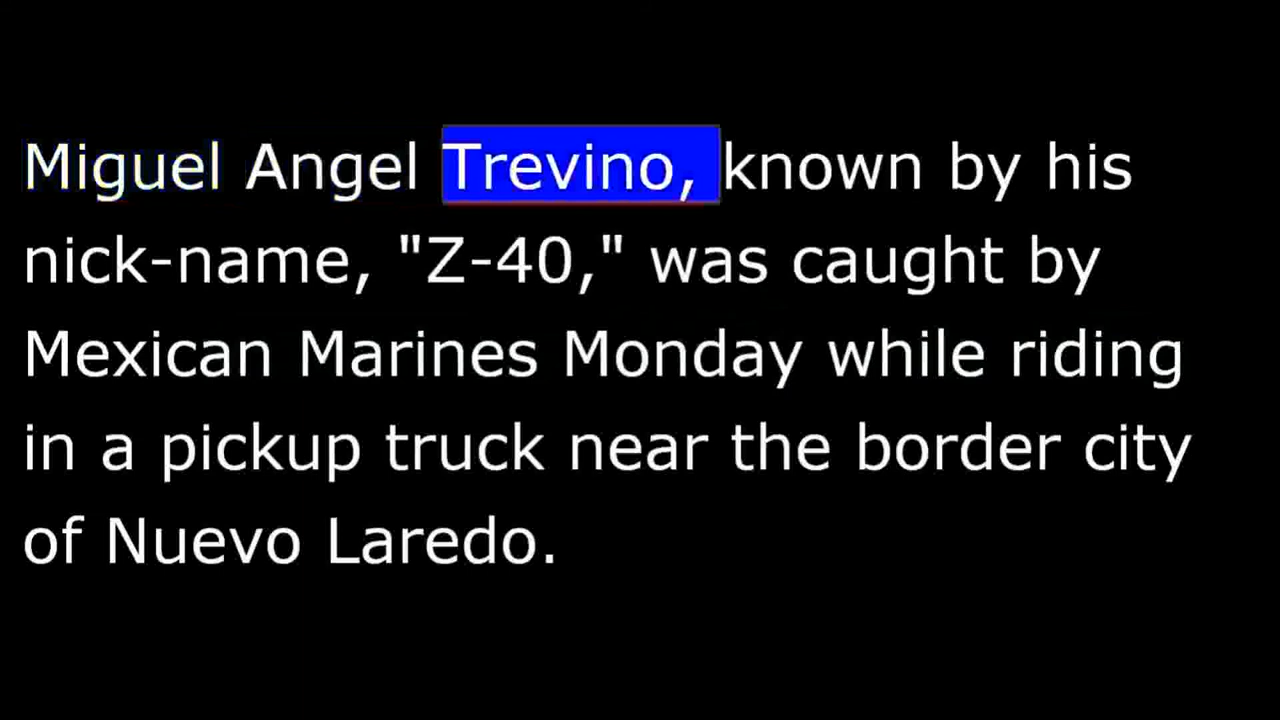 Miguel Angel Trevino, known by his
nick-name, "Z-40," was caught by
Mexican Marines Monday while riding
in a pickup truck near the border city
of Nuevo Laredo.